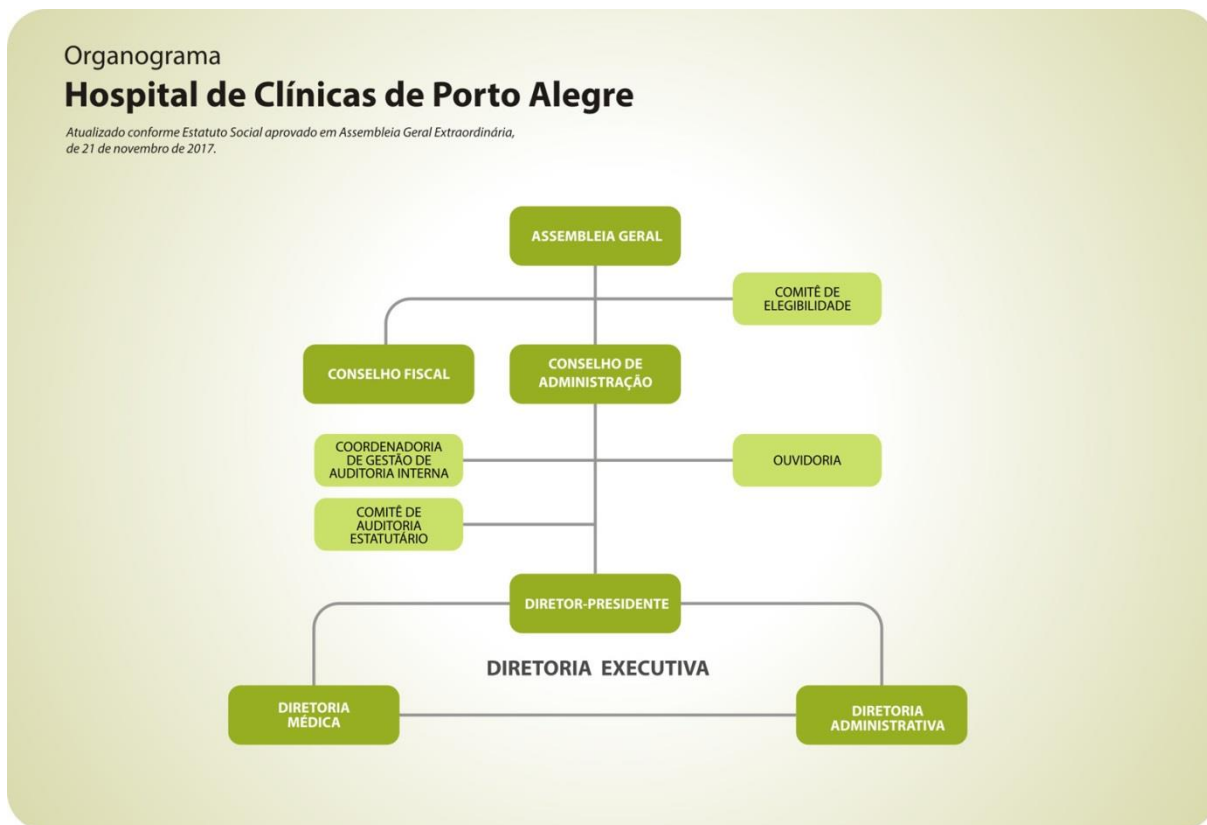 Organograma
Hospital de Clínicas de Porto Alegre
Atualizado conforme Estatuto Social aprovado em Assembleia Geral Extraordinária,
de 21 de novembro de 2017.
ASSEMBLEIA GERAL
COMITÊ DE
ELEGIBILIDADE
CONSELHO FISCAL
CONSELHO DE
ADMINISTRAÇÃO
COORDENADORIA
DE GESTÃO DE
AUDITORIA INTERNA
OUVIDORIA
COMITÊ DE
AUDITORIA
ESTATUTÁRIO
DIRETOR-PRESIDENTE
DIRETORIA EXECUTIVA
DIRETORIA
MÉDICA
DIRETORIA
ADMINISTRATIVA